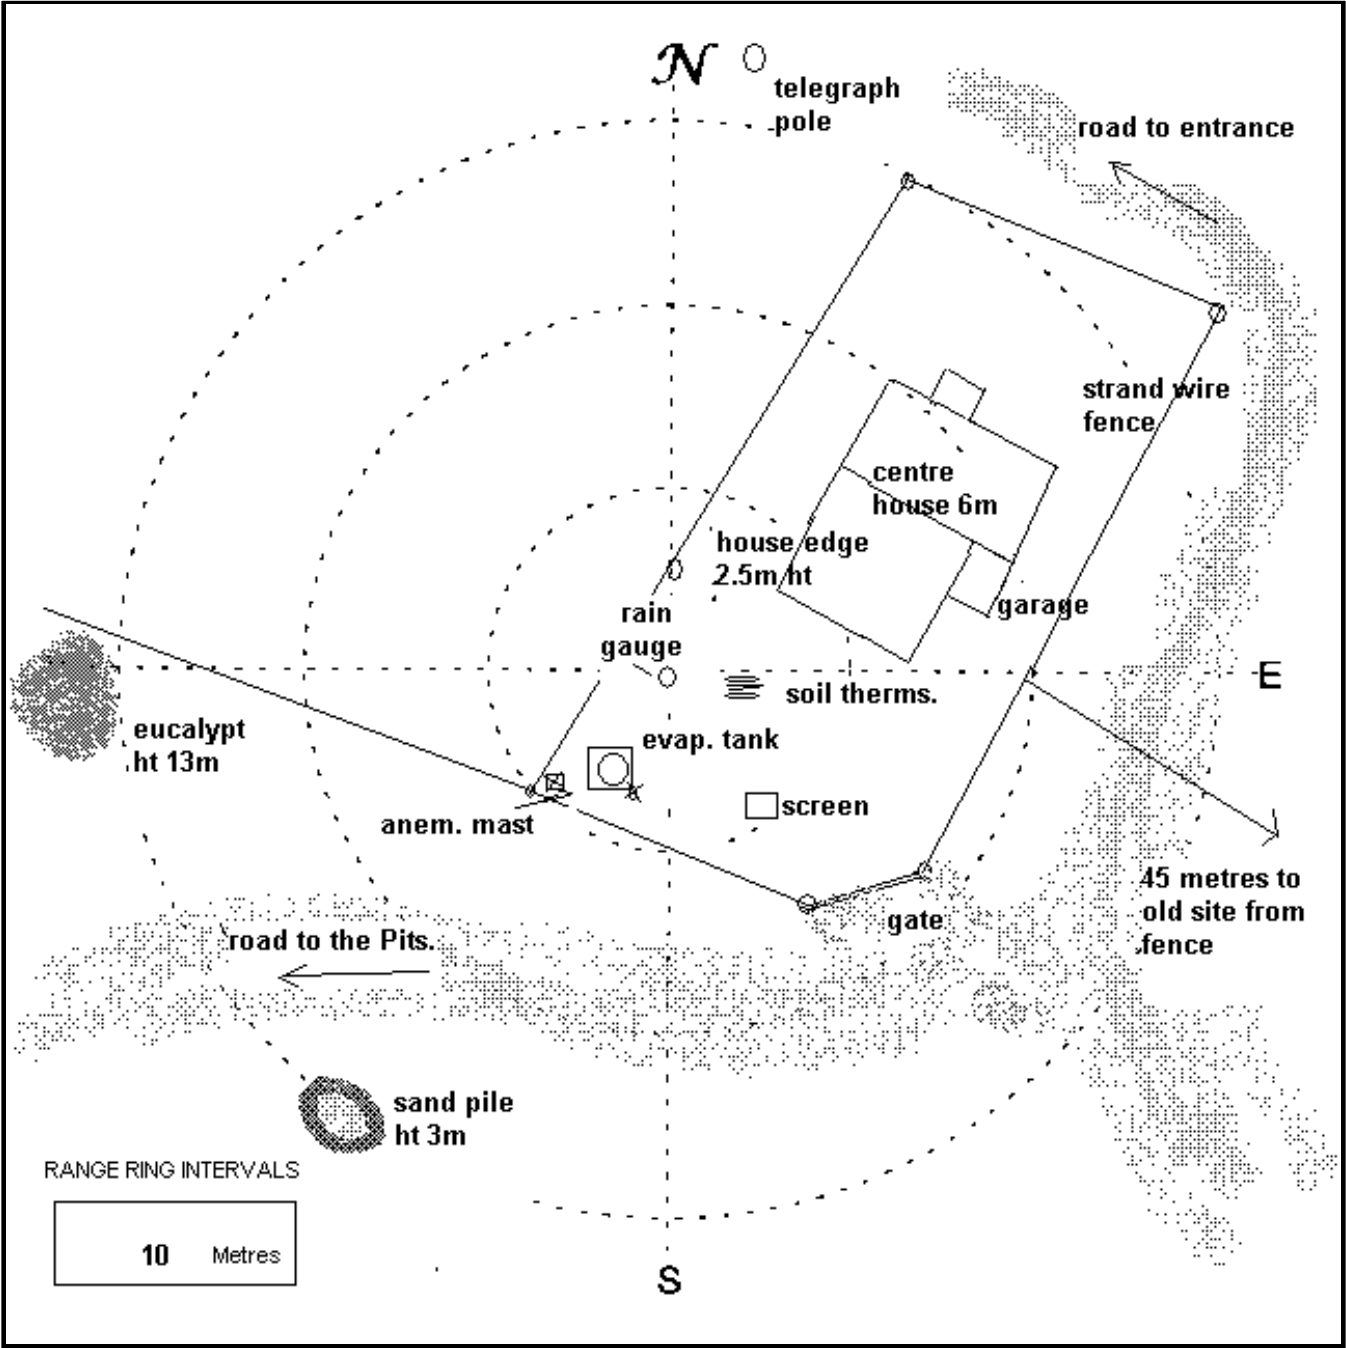 N
telegraph
pole
road to entrance
strand wire
fence
centre
house 6m
house edge
2.5m ht
garage
rain
gauge
E
soil therms.
eucalypt
ht 13m
evap. tank
screen
anem. mast
45 metres to
old site from
fence
gate
road to the Pits.
sand pile
ht 3m
RANGE RING INTERVALS
10 Metres
S